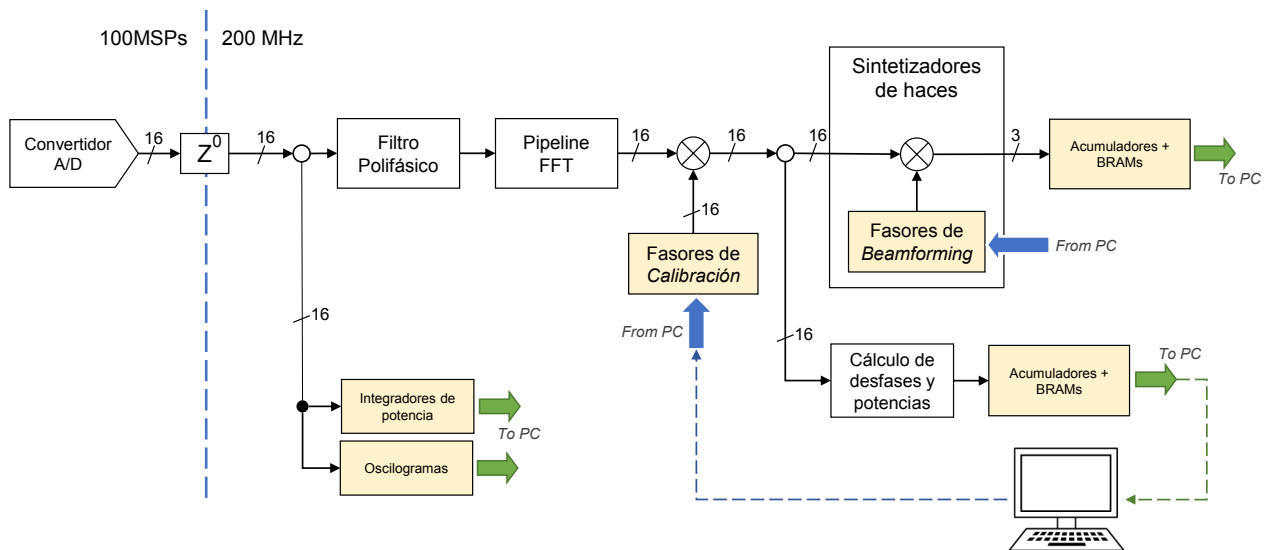 100MSPs
200 MHz
Convertidor
A/D
16
Z
0
16
Filtro
Polifásico
Pipeline
FFT
16
16
16
Sintetizadores
de haces
3
Acumuladores +
BRAMs
To PC
16
Fasores de
Calibración
From PC
Fasores de
Beamforming
From PC
16
16
Cálculo de
desfases y
potencias
Acumuladores +
BRAMs
To PC
Integradores de
potencia
To PC
Oscilogramas